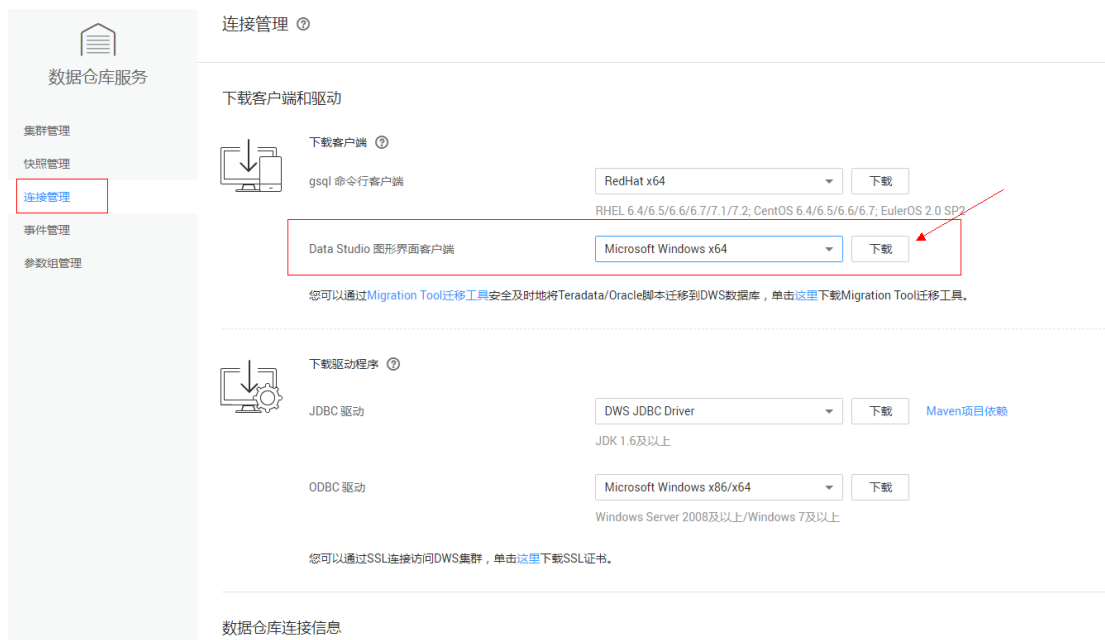 连接管理
数据仓库服务
集群管理
快照管理
连接管理
事件管理
参数组管理
下载客户端和驱动
下载客户端
gsql 命令行客户端 RedHat x64 下载
RHEL 6.4/6.5/6.6/6.7/7.1/7.2; CentOS 6.4/6.5/6.6/6.7; EulerOS 2.0 SP2
Data Studio 图形界面客户端 Microsoft Windows x64 下载
您可以通过Migration Tool迁移工具安全及时地将Teradata/Oracle脚本迁移到DWS数据库，单击这里下载Migration Tool迁移工具。
下载驱动程序
JDBC 驱动 DWS JDBC Driver 下载 Maven项目依赖
JDK 1.6及以上
ODBC 驱动 Microsoft Windows x86/x64 下载
Windows Server 2008及以上/Windows 7及以上
您可以通过SSL连接访问DWS集群，单击这里下载SSL证书。
数据仓库连接信息